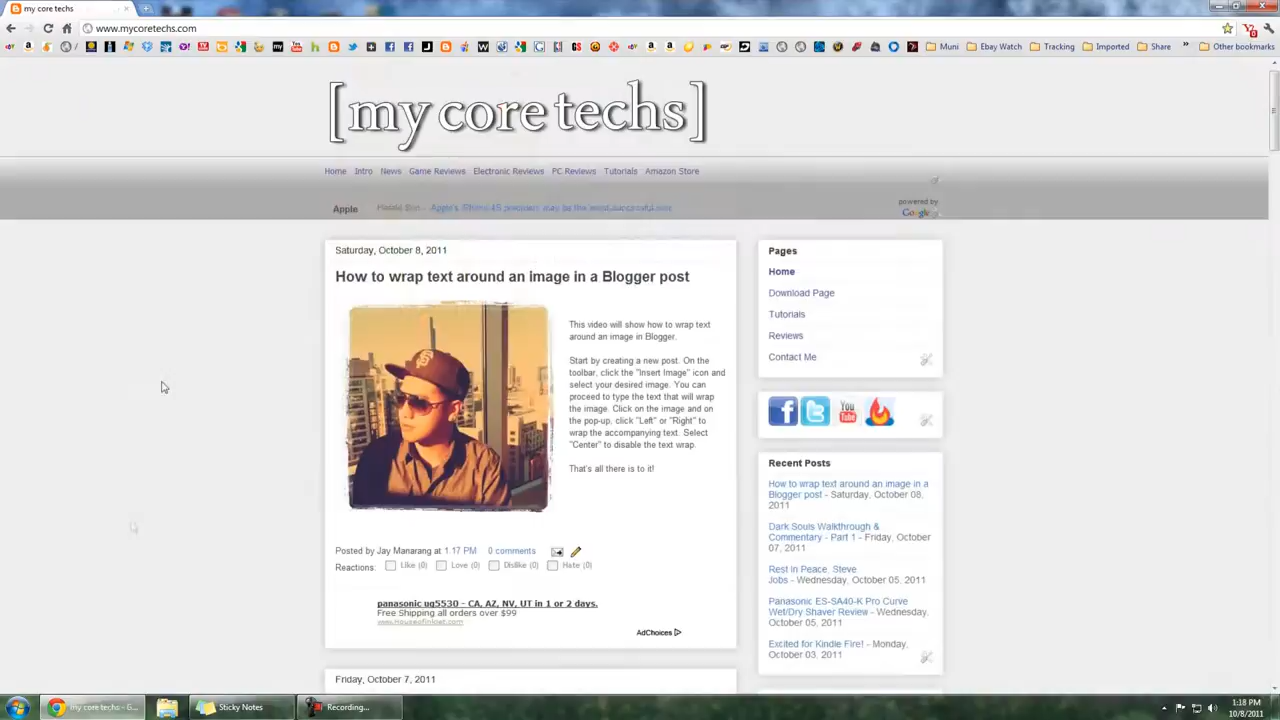 my core techs
www.mycoretechs.com
Muni
Ebay Watch
Tracking
Imported
Share
Other bookmarks
[my core techs]
Home Intro News Game Reviews Electronic Reviews PC Reviews Tutorials Amazon Store
Apple
powered by
Google
Saturday, October 8, 2011
How to wrap text around an image in a Blogger post
This video will show how to wrap text
around an image in Blogger.
Start by creating a new post. On the
toolbar, click the "Insert Image" icon and
select your desired image. You can
proceed to type the text that will wrap
the image. Click on the image and on
the pop-up, click "Left" or "Right" to
wrap the accompanying text. Select
"Center" to disable the text wrap.
That's all there is to it!
Posted by Jay Manarang at 1:17 PM 0 comments
Reactions: Like (0) Love (0) Dislike (0) Hate (0)
panasonic ug5530 - CA, AZ, NV, UT in 1 or 2 days.
Free Shipping all orders over $99
www.HouseofInkjet.com
AdChoices
Friday, October 7, 2011
Pages
Home
Download Page
Tutorials
Reviews
Contact Me
You
Tube
Recent Posts
How to wrap text around an image in a
Blogger post - Saturday, October 08,
2011
Dark Souls Walkthrough &
Commentary - Part 1 - Friday, October
07, 2011
Rest In Peace, Steve
Jobs - Wednesday, October 05, 2011
Panasonic ES-SA40-K Pro Curve
Wet/Dry Shaver Review - Wednesday,
October 05, 2011
Excited for Kindle Fire! - Monday,
October 03, 2011
my core techs - G...
Sticky Notes
Recording...
1:18 PM
10/8/2011